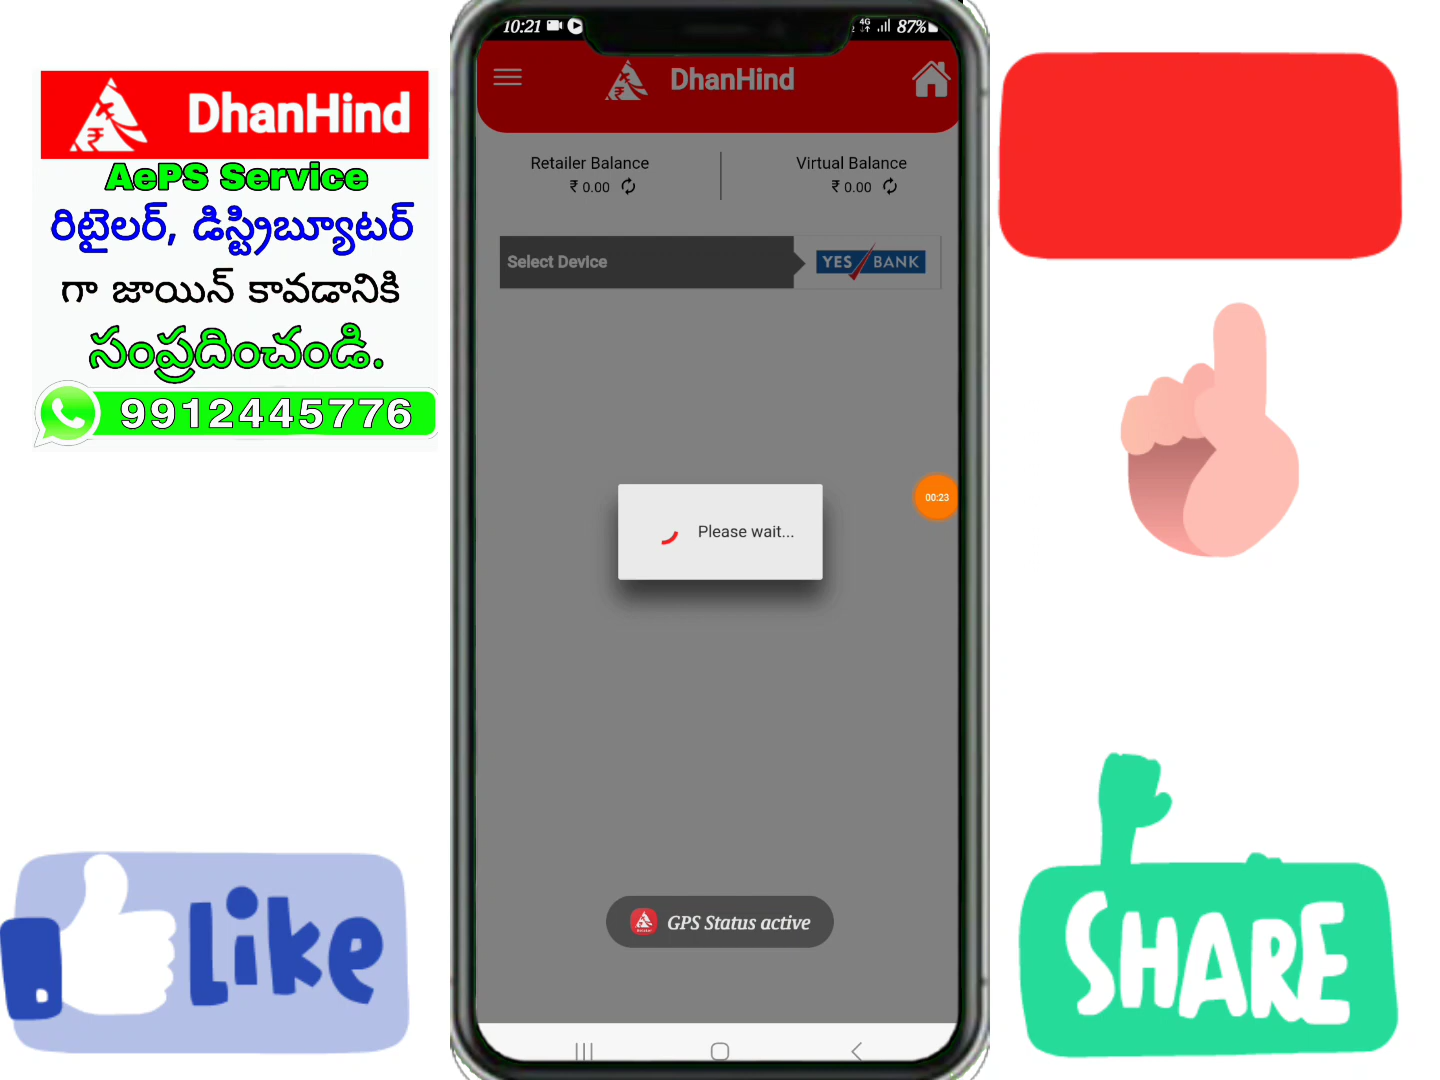 DhanHind
AePS Service
రిటైలర్, డిస్ట్రిబ్యూటర్
గా జాయిన్ కావడానికి
సంప్రదించండి.
9912445776
10:21
4G
87%
DhanHind
Retailer Balance
₹ 0.00
Virtual Balance
₹ 0.00
Select Device
YES BANK
00:23
Please wait...
GPS Status active
Like
SHARE